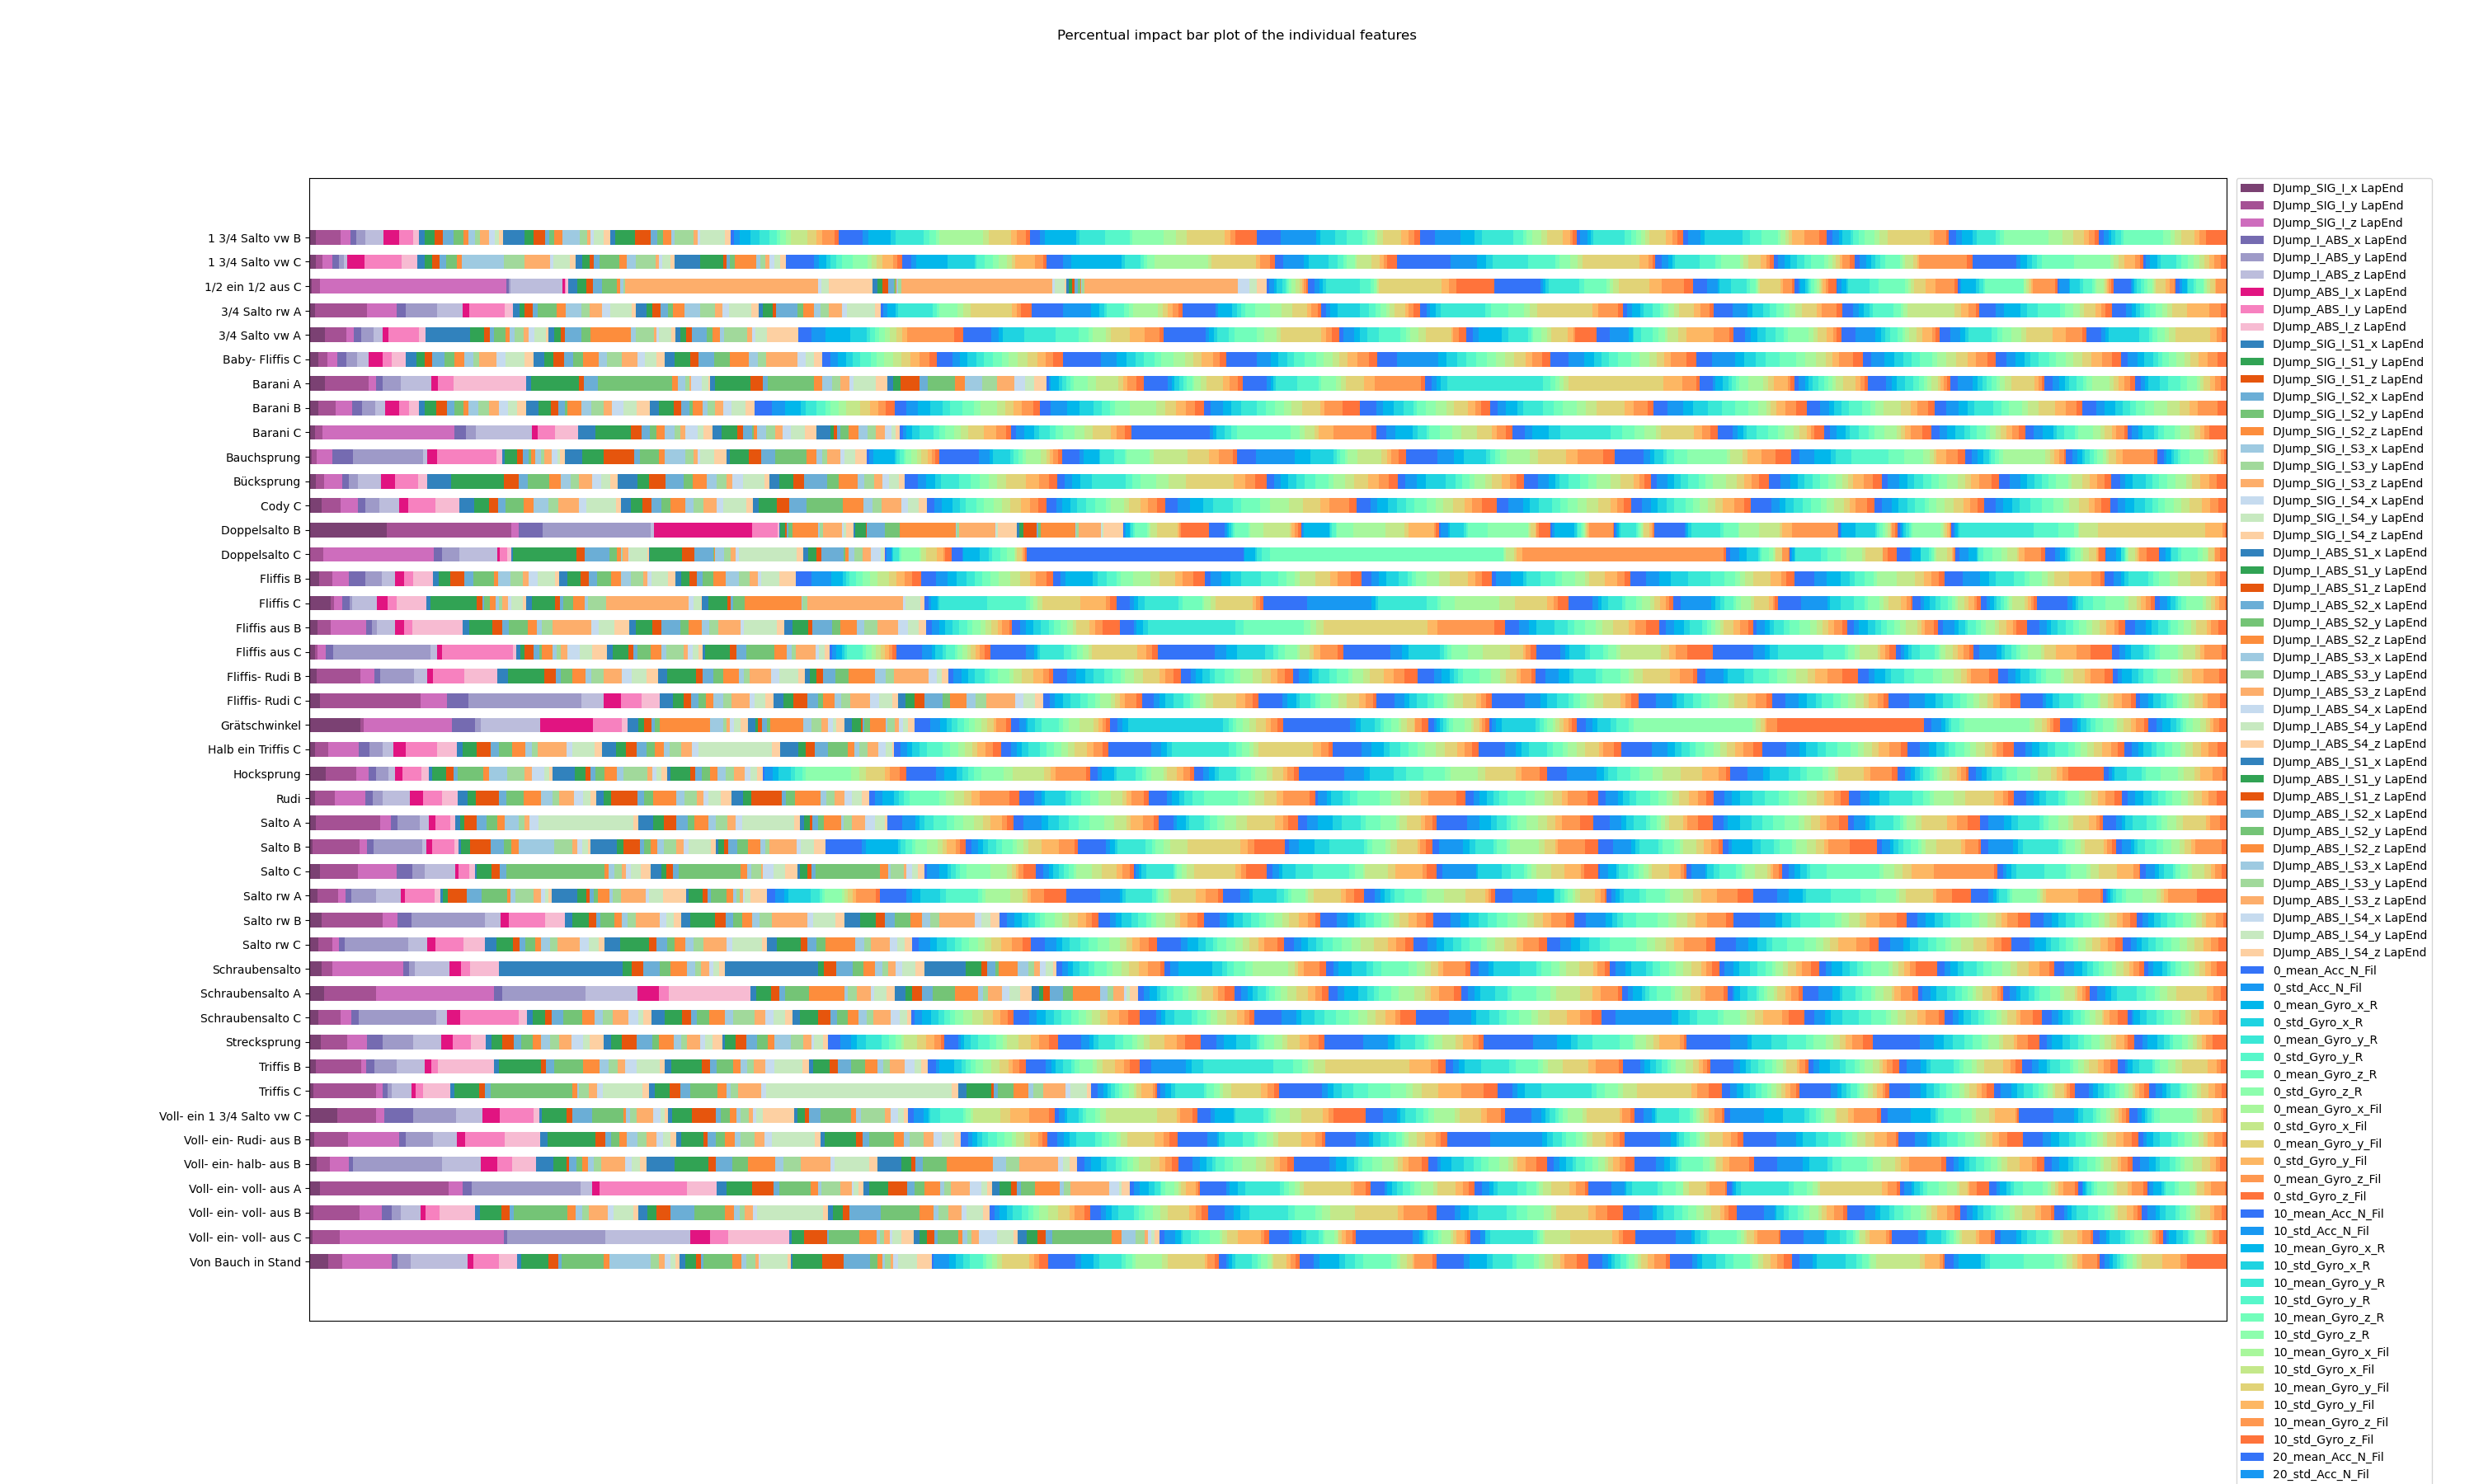 Percentual impact bar plot of the individual features
1 3/4 Salto vw B
1 3/4 Salto vw C
1/2 ein 1/2 aus C
3/4 Salto rw A
3/4 Salto vw A
Baby- Fliffis C
Barani A
Barani B
Barani C
Bauchsprung
Bücksprung
Cody C
Doppelsalto B
Doppelsalto C
Fliffis B
Fliffis C
Fliffis aus B
Fliffis aus C
Fliffis- Rudi B
Fliffis- Rudi C
Grätschwinkel
Halb ein Triffis C
Hocksprung
Rudi
Salto A
Salto B
Salto C
Salto rw A
Salto rw B
Salto rw C
Schraubensalto
Schraubensalto A
Schraubensalto C
Strecksprung
Triffis B
Triffis C
Voll- ein 1 3/4 Salto vw C
Voll- ein- Rudi- aus B
Voll- ein- halb- aus B
Voll- ein- voll- aus A
Voll- ein- voll- aus B
Voll- ein- voll- aus C
Von Bauch in Stand
DJump_SIG_I_x LapEnd
DJump_SIG_I_y LapEnd
DJump_SIG_I_z LapEnd
DJump_I_ABS_x LapEnd
DJump_I_ABS_y LapEnd
DJump_I_ABS_z LapEnd
DJump_ABS_I_x LapEnd
DJump_ABS_I_y LapEnd
DJump_ABS_I_z LapEnd
DJump_SIG_I_S1_x LapEnd
DJump_SIG_I_S1_y LapEnd
DJump_SIG_I_S1_z LapEnd
DJump_SIG_I_S2_x LapEnd
DJump_SIG_I_S2_y LapEnd
DJump_SIG_I_S2_z LapEnd
DJump_SIG_I_S3_x LapEnd
DJump_SIG_I_S3_y LapEnd
DJump_SIG_I_S3_z LapEnd
DJump_SIG_I_S4_x LapEnd
DJump_SIG_I_S4_y LapEnd
DJump_SIG_I_S4_z LapEnd
DJump_I_ABS_S1_x LapEnd
DJump_I_ABS_S1_y LapEnd
DJump_I_ABS_S1_z LapEnd
DJump_I_ABS_S2_x LapEnd
DJump_I_ABS_S2_y LapEnd
DJump_I_ABS_S2_z LapEnd
DJump_I_ABS_S3_x LapEnd
DJump_I_ABS_S3_y LapEnd
DJump_I_ABS_S3_z LapEnd
DJump_I_ABS_S4_x LapEnd
DJump_I_ABS_S4_y LapEnd
DJump_I_ABS_S4_z LapEnd
DJump_ABS_I_S1_x LapEnd
DJump_ABS_I_S1_y LapEnd
DJump_ABS_I_S1_z LapEnd
DJump_ABS_I_S2_x LapEnd
DJump_ABS_I_S2_y LapEnd
DJump_ABS_I_S2_z LapEnd
DJump_ABS_I_S3_x LapEnd
DJump_ABS_I_S3_y LapEnd
DJump_ABS_I_S3_z LapEnd
DJump_ABS_I_S4_x LapEnd
DJump_ABS_I_S4_y LapEnd
DJump_ABS_I_S4_z LapEnd
0_mean_Acc_N_Fil
0_std_Acc_N_Fil
0_mean_Gyro_x_R
0_std_Gyro_x_R
0_mean_Gyro_y_R
0_std_Gyro_y_R
0_mean_Gyro_z_R
0_std_Gyro_z_R
0_mean_Gyro_x_Fil
0_std_Gyro_x_Fil
0_mean_Gyro_y_Fil
0_std_Gyro_y_Fil
0_mean_Gyro_z_Fil
0_std_Gyro_z_Fil
10_mean_Acc_N_Fil
10_std_Acc_N_Fil
10_mean_Gyro_x_R
10_std_Gyro_x_R
10_mean_Gyro_y_R
10_std_Gyro_y_R
10_mean_Gyro_z_R
10_std_Gyro_z_R
10_mean_Gyro_x_Fil
10_std_Gyro_x_Fil
10_mean_Gyro_y_Fil
10_std_Gyro_y_Fil
10_mean_Gyro_z_Fil
10_std_Gyro_z_Fil
20_mean_Acc_N_Fil
20_std_Acc_N_Fil